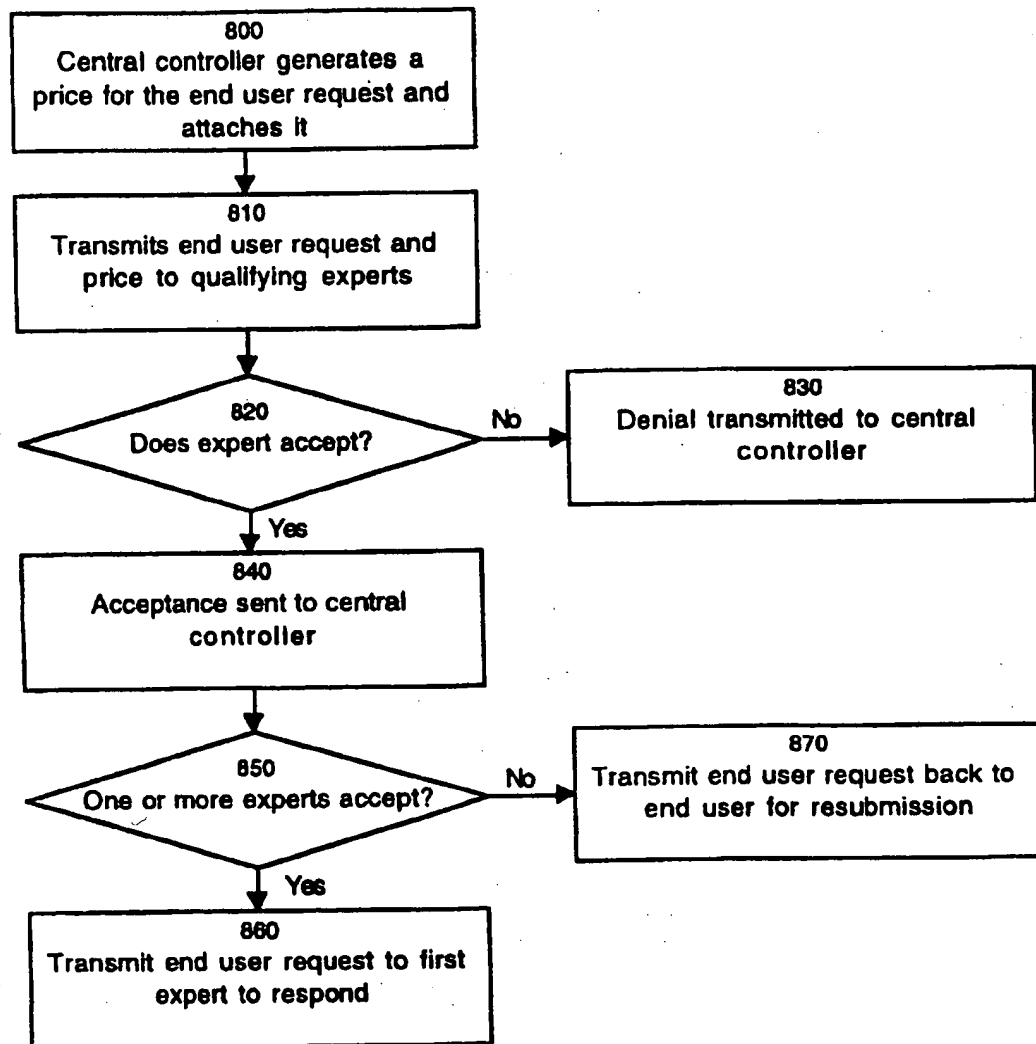 800
Central controller generates a
price for the end user request and
attaches it
810
Transmits end user request and
price to qualifying experts
820
Does expert accept?
No
830
Denial transmitted to central
controller
Yes
840
Acceptance sent to central
controller
850
One or more experts accept?
No
870
Transmit end user request back to
end user for resubmission
Yes
860
Transmit end user request to first
expert to respond